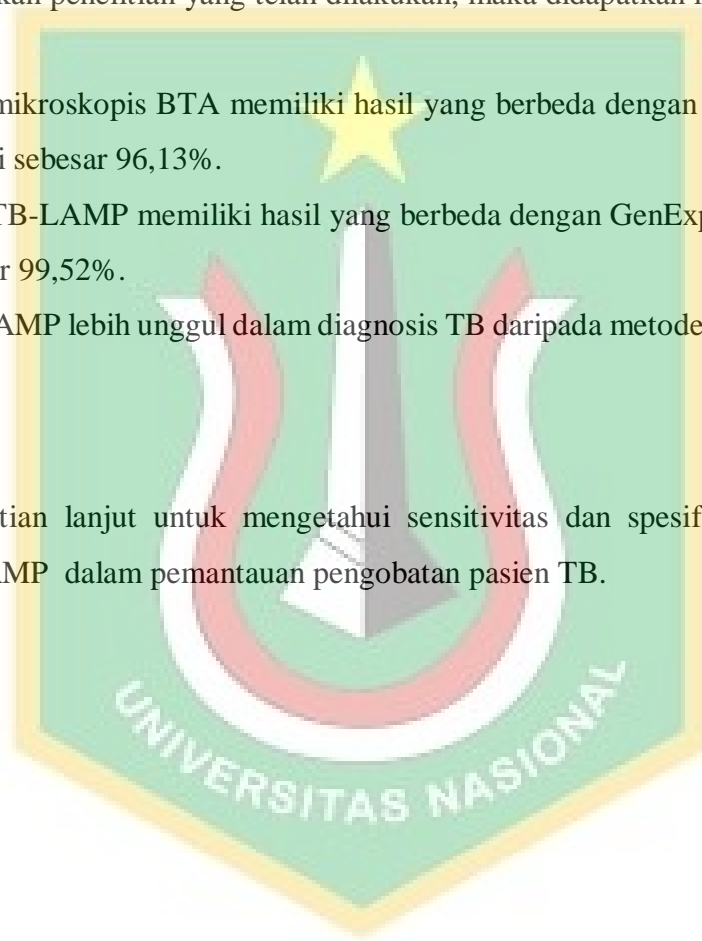 penelitian yang telah dilakukan, maka didapatkan
mikroskopis BTA memiliki hasil yang berbeda dengan
sebesar 96,13%.
TB-LAMP memiliki hasil yang berbeda dengan
99,52%.
AMP lebih unggul dalam diagnosis TB daripada metode
tian lanjut untuk mengetahui sensitivitas dan spesif
AMP dalam pemantauan pengobatan pasien TB.
UNIVERSITAS NASIONAL